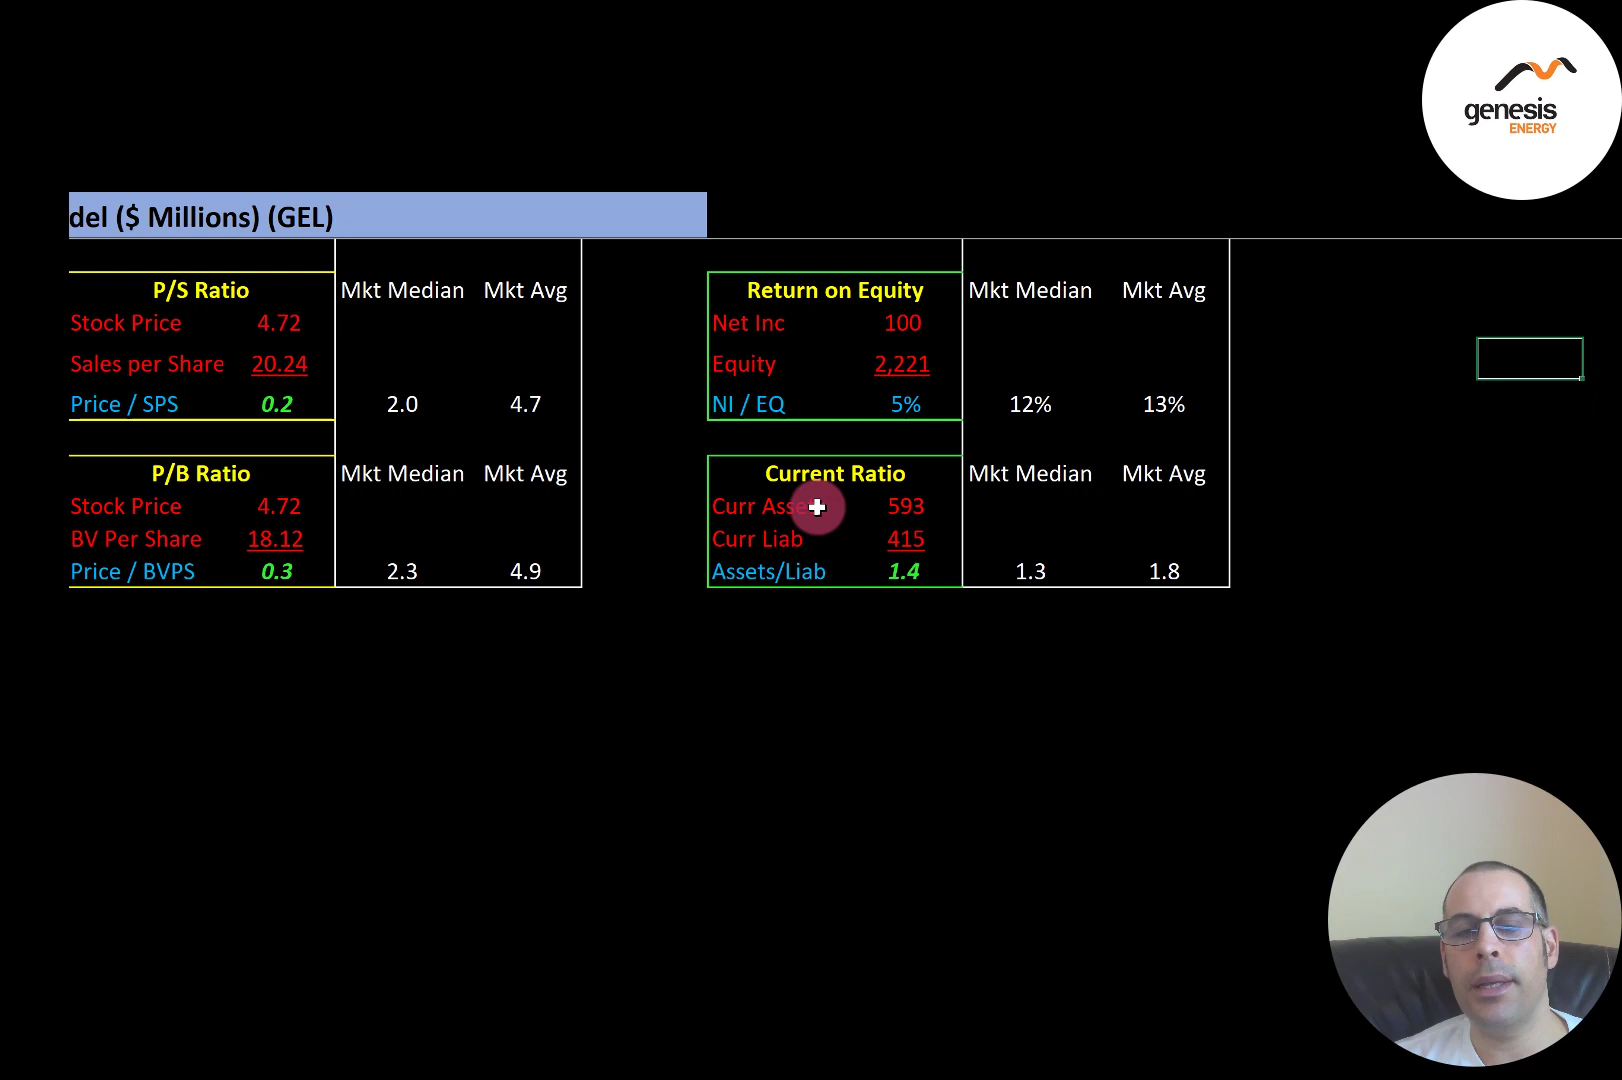 genesis
ENERGY
del ($ Millions) (GEL)
P/S Ratio Mkt Median Mkt Avg
Stock Price 4.72
Sales per Share 20.24
Price / SPS 0.2 2.0 4.7
P/B Ratio Mkt Median Mkt Avg
Stock Price 4.72
BV Per Share 18.12
Price / BVPS 0.3 2.3 4.9
Return on Equity Mkt Median Mkt Avg
Net Inc 100
Equity 2,221
NI / EQ 5% 12% 13%
Current Ratio Mkt Median Mkt Avg
Curr Asse 593
Curr Liab 415
Assets/Liab 1.4 1.3 1.8